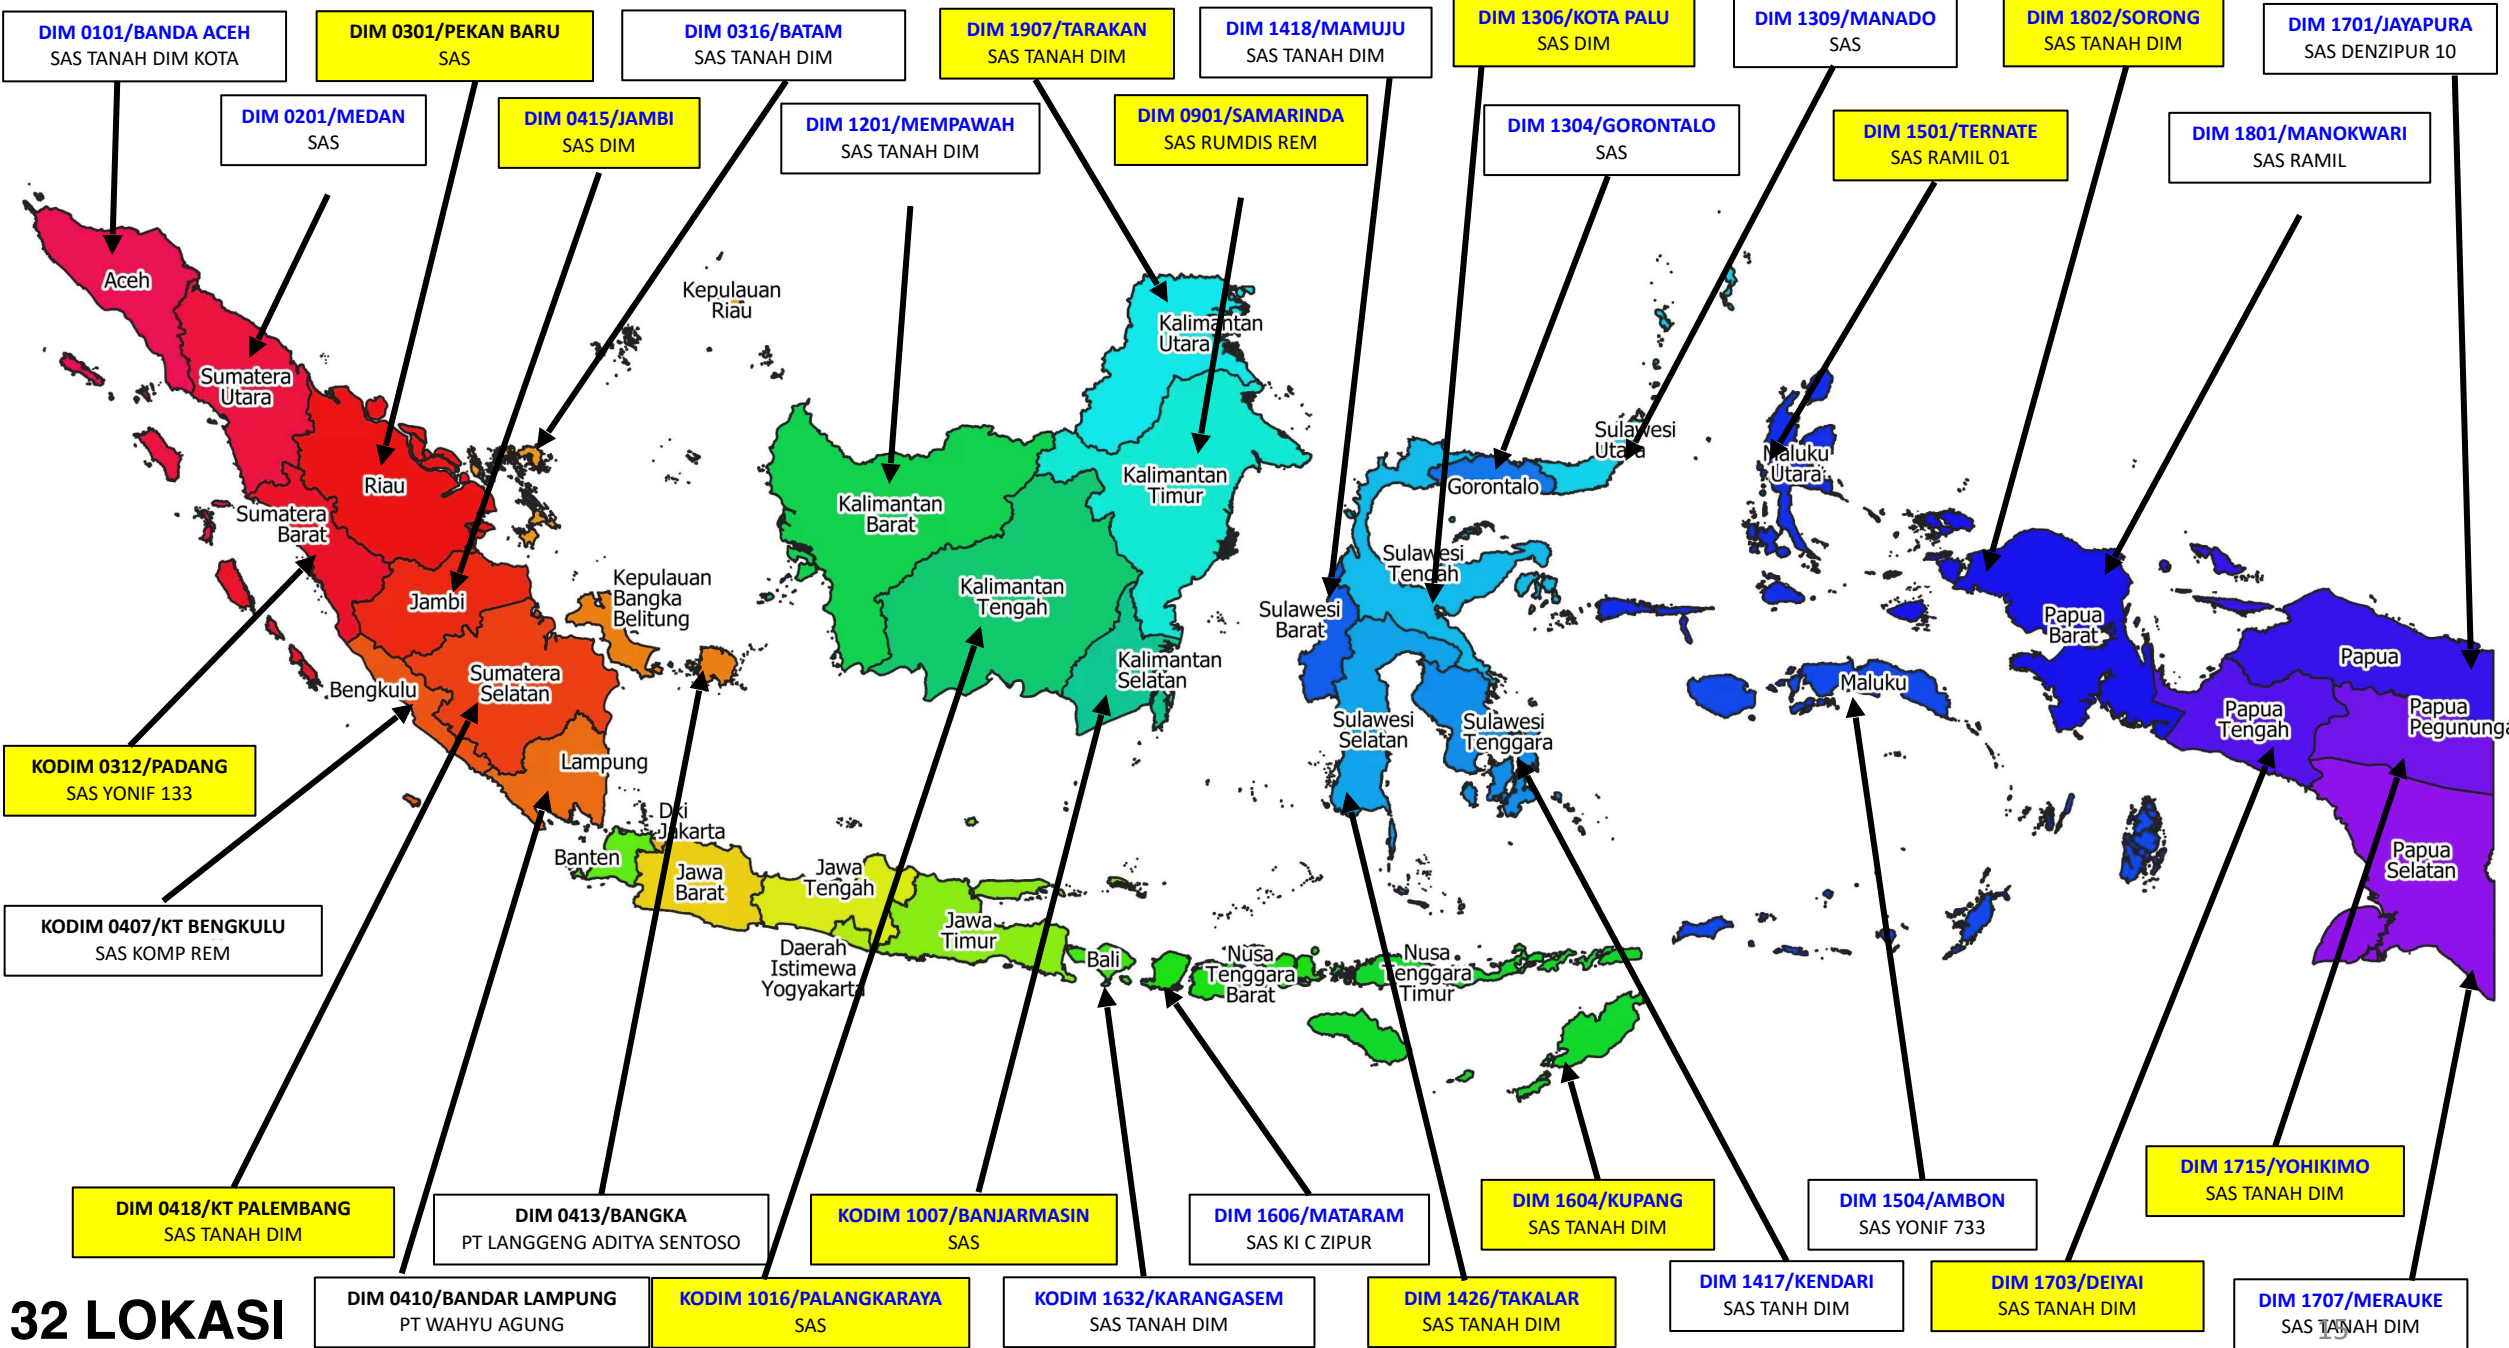 DIM 0101/BANDA ACEH
SAS TANAH DIM KOTA
DIM 0301/PEKAN BARU
SAS
DIM 0316/BATAM
SAS TANAH DIM
DIM 1907/TARAKAN
SAS TANAH DIM
DIM 1418/MAMUJU
SAS TANAH DIM
DIM 1306/KOTA PALU
SAS DIM
DIM 1309/MANADO
SAS
DIM 1802/SORONG
SAS TANAH DIM
DIM 1701/JAYAPURA
SAS DENZIPUR 10
DIM 0201/MEDAN
SAS
DIM 0415/JAMBI
SAS DIM
DIM 1201/MEMPAWAH
SAS TANAH DIM
DIM 0901/SAMARINDA
SAS RUMDIS REM
DIM 1304/GORONTALO
SAS
DIM 1501/TERNATE
SAS RAMIL 01
DIM 1801/MANOKWARI
SAS RAMIL
Aceh
Kepulauan
Riau
Kalimantan
Utara
Sumatera
Utara
Sulawesi
Utara
Maluku
Utara
Riau
Kalimantan
Timur
Gorontalo
Kalimantan
Barat
Sumatera
Barat
Sulawesi
Tengah
Kepulauan
Bangka
Belitung
Jambi
Kalimantan
Tengah
Sulawesi
Barat
Papua
Barat
Papua
Kalimantan
Selatan
Sumatera
Selatan
Bengkulu
Maluku
Sulawesi
Selatan
Sulawesi
Tenggara
Papua
Tengah
Papua
Pegununga
Lampung
KODIM 0312/PADANG
SAS YONIF 133
Dki
Jakarta
Banten
Jawa
Barat
Jawa
Tengah
Papua
Selatan
Jawa
Timur
KODIM 0407/KT BENGKULU
SAS KOMP REM
Daerah
Istimewa
Yogyakarta
Bali
Nusa
Tenggara
Barat
Nusa
Tenggara
Timur
DIM 0418/KT PALEMBANG
SAS TANAH DIM
DIM 0413/BANGKA
PT LANGGENG ADITYA SENTOSO
KODIM 1007/BANJARMASIN
SAS
DIM 1606/MATARAM
SAS KI C ZIPUR
DIM 1604/KUPANG
SAS TANAH DIM
DIM 1504/AMBON
SAS YONIF 733
DIM 1715/YOHIKIMO
SAS TANAH DIM
32 LOKASI
DIM 0410/BANDAR LAMPUNG
PT WAHYU AGUNG
KODIM 1016/PALANGKARAYA
SAS
KODIM 1632/KARANGASEM
SAS TANAH DIM
DIM 1426/TAKALAR
SAS TANAH DIM
DIM 1417/KENDARI
SAS TANH DIM
DIM 1703/DEIYAI
SAS TANAH DIM
DIM 1707/MERAUKE
SAS TANAH DIM
15